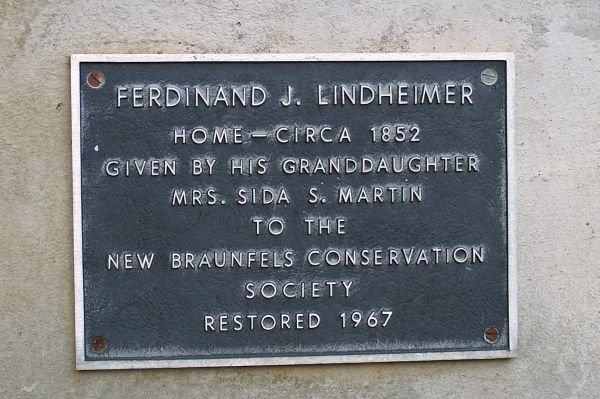 FERDINAND J. LINDHEIMER
HOME—CIRCA 1852
GIVEN BY HIS GRANDDAUGHTER
MRS. SIDA S. MARTIN
TO THE
NEW BRAUNFELS CONSERVATION
SOCIETY
RESTORED 1967